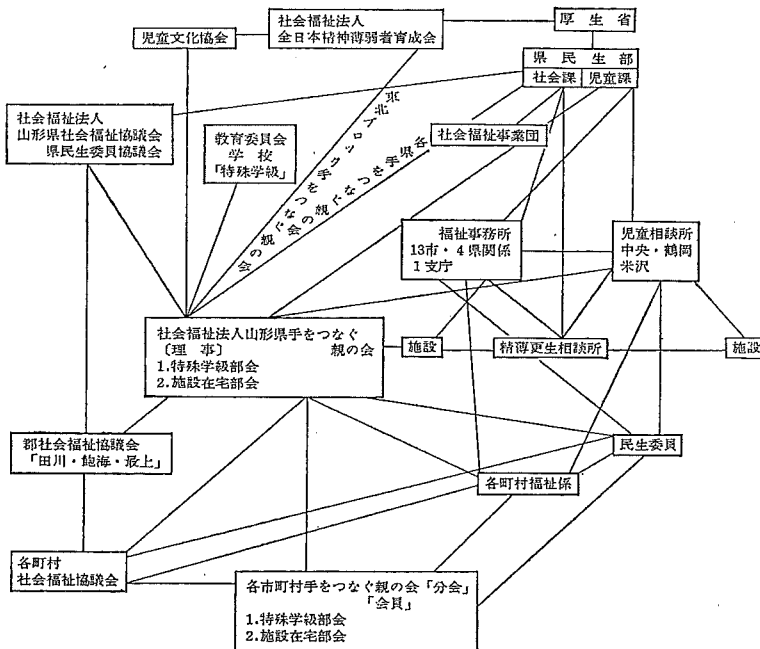 厚生省
社会福祉法人
全日本精神薄弱者育成会
児童文化協会
県民生部
社会課
児童課
社会福祉法人
山形県社会福祉協議会
県民生委員協議会
教育委員会
学校
「特殊学級」
東北ブロック手をつなぐ親の会
各県手をつなぐ親の会
社会福祉事業団
福祉事務所
13市・4県関係
1支庁
児童相談所
中央・鶴岡
米沢
社会福祉法人山形県手をつなぐ
〔理事〕 親の会
1.特殊学級部会
2.施設在宅部会
施設
精薄更生相談所
施設
郡社会福祉協議会
「田川・飽海・最上」
民生委員
各町村福祉係
各町村
社会福祉協議会
各市町村手をつなぐ親の会「分会」
「会員」
1.特殊学級部会
2.施設在宅部会